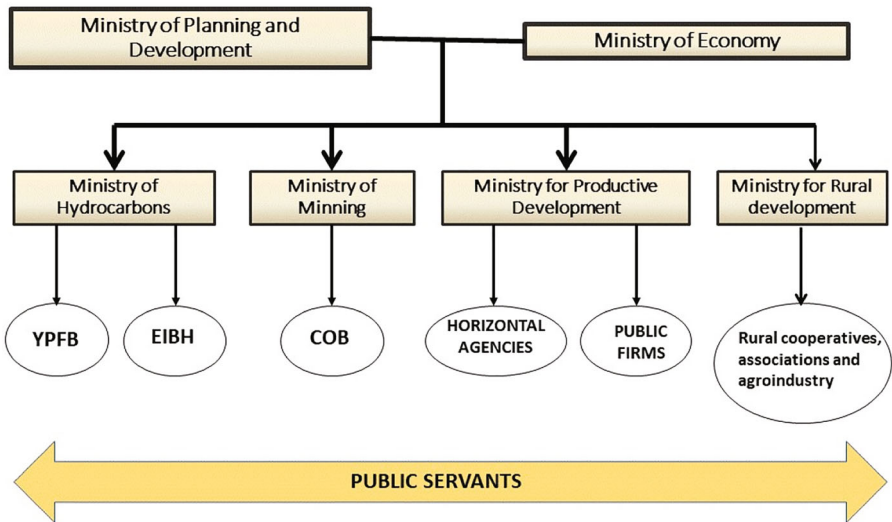 Ministry of Planning and
Development
Ministry of Economy
Ministry of
Hydrocarbons
Ministry of
Minning
Ministry for Productive
Development
Ministry for Rural
development
YPFB
EIBH
COB
HORIZONTAL
AGENCIES
PUBLIC
FIRMS
Rural cooperatives,
associations and
agroindustry
PUBLIC SERVANTS